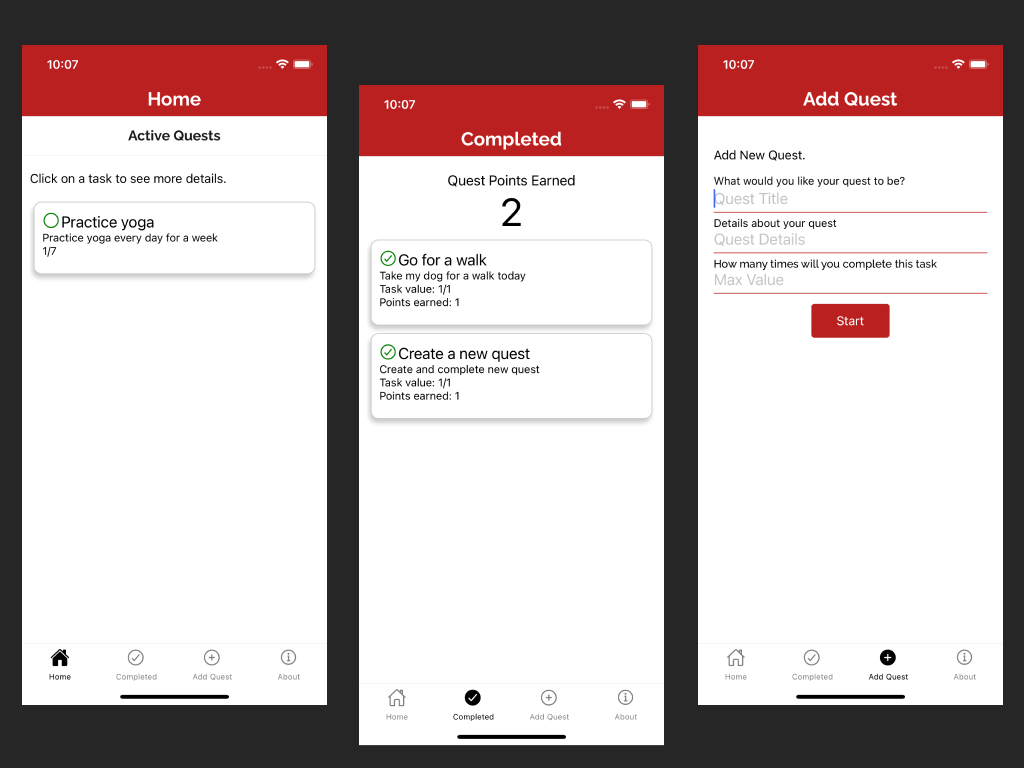 10:07
Home
Active Quests
Click on a task to see more details.
Practice yoga
Practice yoga every day for a week
1/7
Home
Completed
Add Quest
About
10:07
Completed
Quest Points Earned
2
Go for a walk
Take my dog for a walk today
Task value: 1/1
Points earned: 1
Create a new quest
Create and complete new quest
Task value: 1/1
Points earned: 1
Home
Completed
Add Quest
About
10:07
Add Quest
Add New Quest.
What would you like your quest to be?
Quest Title
Details about your quest
Quest Details
How many times will you complete this task
Max Value
Start
Home
Completed
Add Quest
About